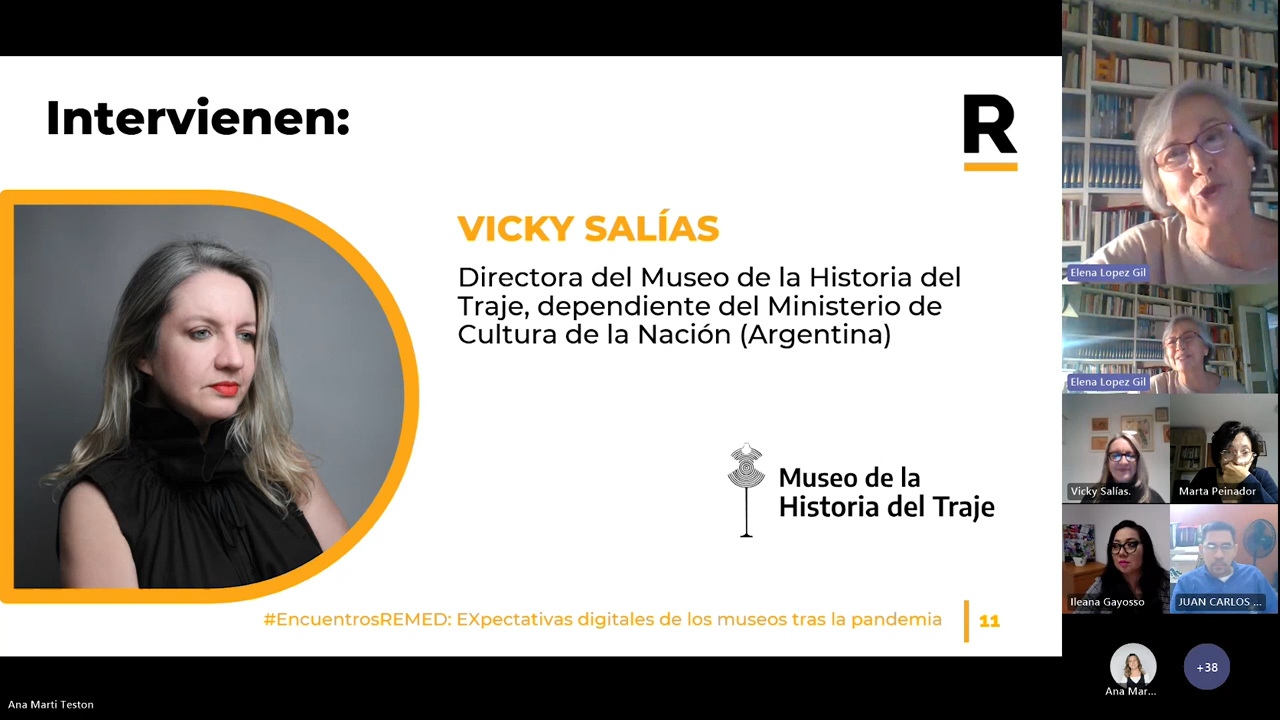 Intervienen:
R
VICKY SALÍAS
Directora del Museo de la Historia del
Traje, dependiente del Ministerio de
Cultura de la Nación (Argentina)
Museo de la
Historia del Traje
#EncuentrosREMED: EXpectativas digitales de los museos tras la pandemia
11
Elena Lopez Gil
Elena Lopez Gil
Vicky Salías.
Marta Peinador
Ileana Gayosso
JUAN CARLOS ...
Ana Mar...
+38
Ana Marti Teston